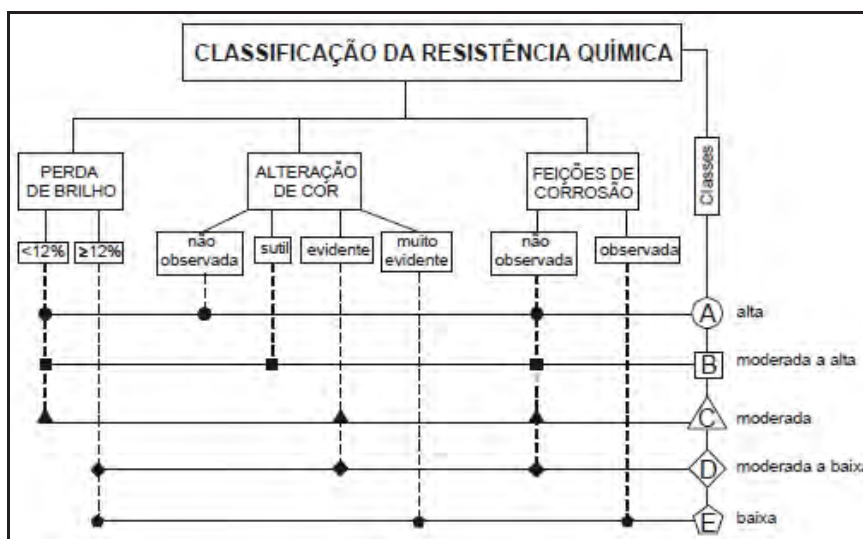 CLASSIFICAÇÃO DA RESISTÊNCIA QUÍMICA
Classes
PERDA
DE BRILHO
ALTERAÇÃO
DE COR
FEIÇÕES DE
CORROSÃO
<12%
≥12%
não
observada
sutil
evidente
muito
evidente
não
observada
observada
A alta
B moderada a alta
C moderada
D moderada a baixa
E baixa